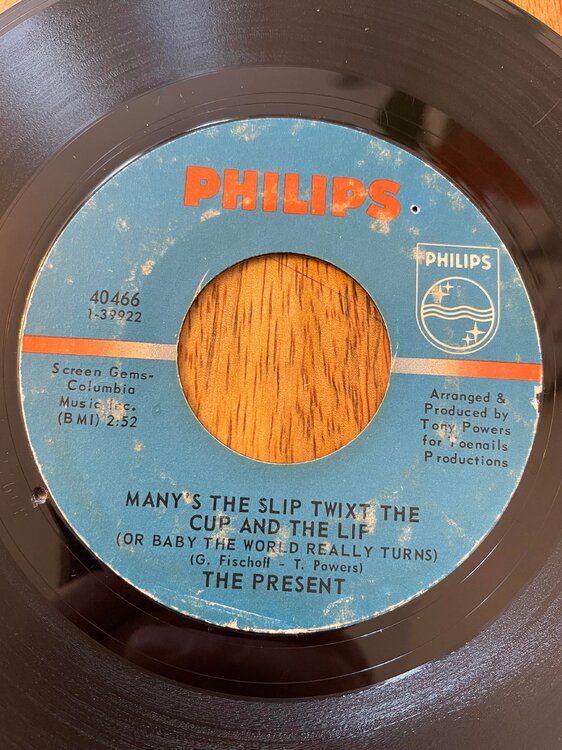 PHILIPS
PHILIPS
40466
1-39922
Screen Gems-
Columbia
Music Inc.
(BMI) 2:52
Arranged &
Produced by
Tony Powers
for Toenails
Productions
MANY'S THE SLIP TWIXT THE
CUP AND THE LIP
(OR BABY THE WORLD REALLY TURNS)
(G. Fischoff - T. Powers)
THE PRESENT